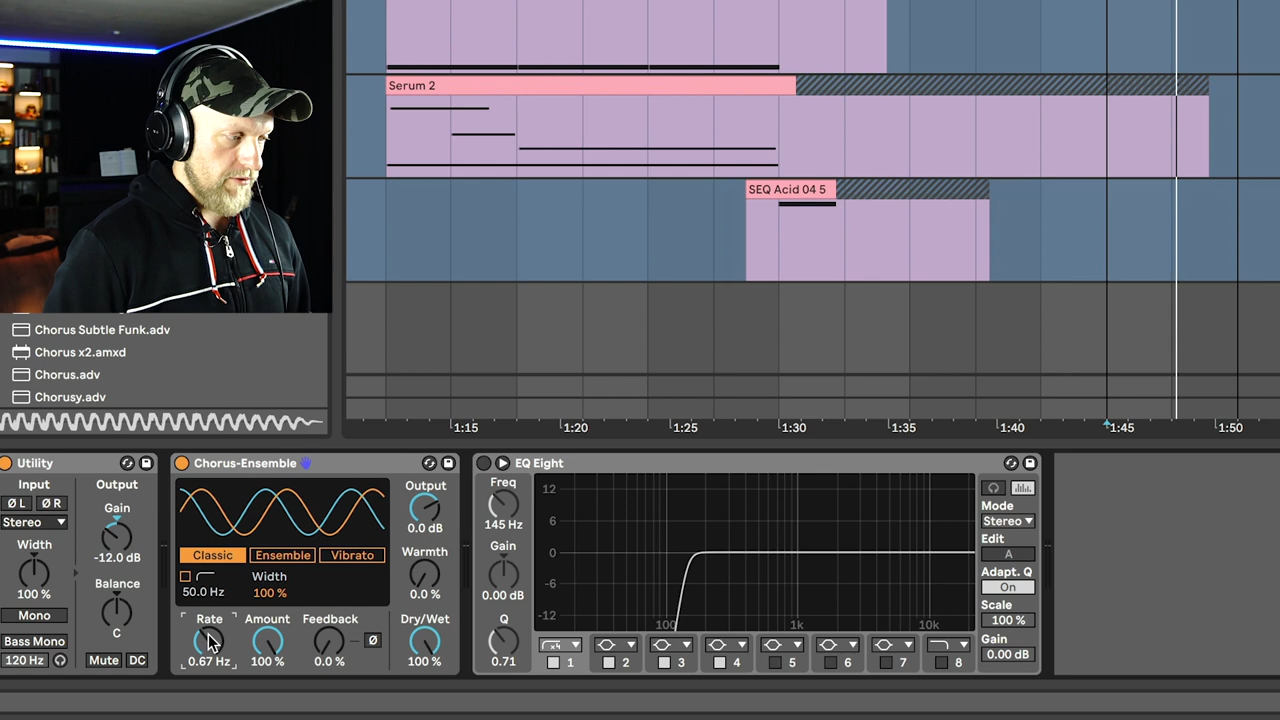 Serum 2
SEQ Acid 04 5
Chorus Subtle Funk.adv
Chorus x2.amxd
Chorus.adv
Chorusy.adv
1:15
1:20
1:25
1:30
1:35
1:40
1:45
1:50
Utility
Input
Ø L
Ø R
Stereo
Width
100 %
Mono
Bass Mono
120 Hz
Output
Gain
-12.0 dB
Balance
C
Mute
DC
Chorus-Ensemble
Classic
Ensemble
Vibrato
50.0 Hz
Width
100 %
Rate
0.67 Hz
Amount
100 %
Feedback
0.0 %
Ø
Output
0.0 dB
Warmth
0.0 %
Dry/Wet
100 %
EQ Eight
Freq
145 Hz
Gain
0.00 dB
Q
0.71
12
6
0
-6
-12
100
1k
10k
x4
1
2
3
4
5
6
7
8
Mode
Stereo
Edit
A
Adapt. Q
On
Scale
100 %
Gain
0.00 dB